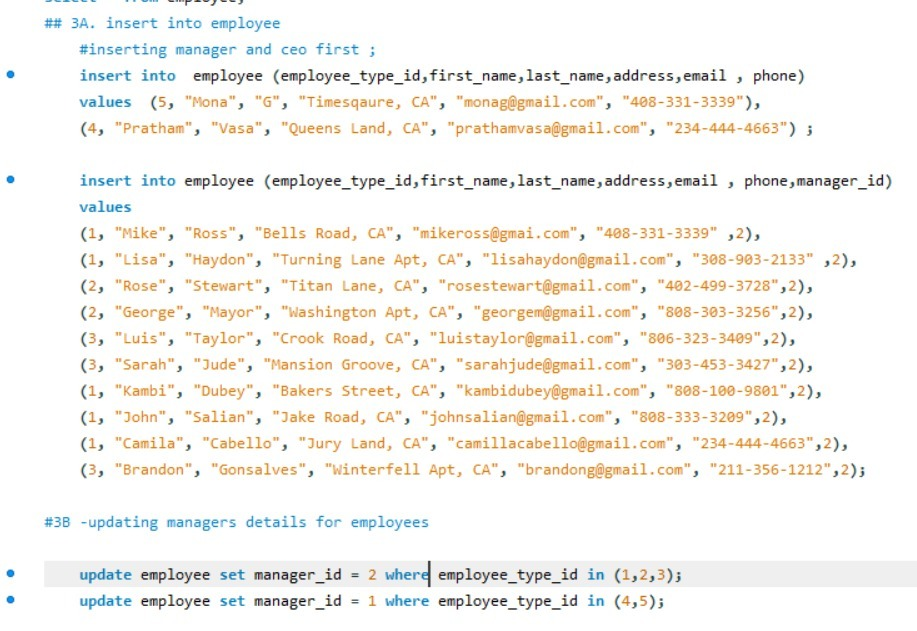 ## 3A. insert into employee
#inserting manager and ceo first ;
insert into  employee (employee_type_id,first_name,last_name,address,email , phone)
values  (5, "Mona", "G", "Timesqaure, CA", "monag@gmail.com", "408-331-3339"),
(4, "Pratham", "Vasa", "Queens Land, CA", "prathamvasa@gmail.com", "234-444-4663") ;
insert into employee (employee_type_id,first_name,last_name,address,email , phone,manager_id)
values
(1, "Mike", "Ross", "Bells Road, CA", "mikeross@gmai.com", "408-331-3339" ,2),
(1, "Lisa", "Haydon", "Turning Lane Apt, CA", "lisahaydon@gmail.com", "308-903-2133" ,2),
(2, "Rose", "Stewart", "Titan Lane, CA", "rosestewart@gmail.com", "402-499-3728",2),
(2, "George", "Mayor", "Washington Apt, CA", "georgem@gmail.com", "808-303-3256",2),
(3, "Luis", "Taylor", "Crook Road, CA", "luistaylor@gmail.com", "806-323-3409",2),
(3, "Sarah", "Jude", "Mansion Groove, CA", "sarahjude@gmail.com", "303-453-3427",2),
(1, "Kambi", "Dubey", "Bakers Street, CA", "kambidubey@gmail.com", "808-100-9801",2),
(1, "John", "Salian", "Jake Road, CA", "johnsalian@gmail.com", "808-333-3209",2),
(1, "Camila", "Cabello", "Jury Land, CA", "camillacabello@gmail.com", "234-444-4663",2),
(3, "Brandon", "Gonsalves", "Winterfell Apt, CA", "brandong@gmail.com", "211-356-1212",2);
#3B -updating managers details for employees
update employee set manager_id = 2 where employee_type_id in (1,2,3);
update employee set manager_id = 1 where employee_type_id in (4,5);